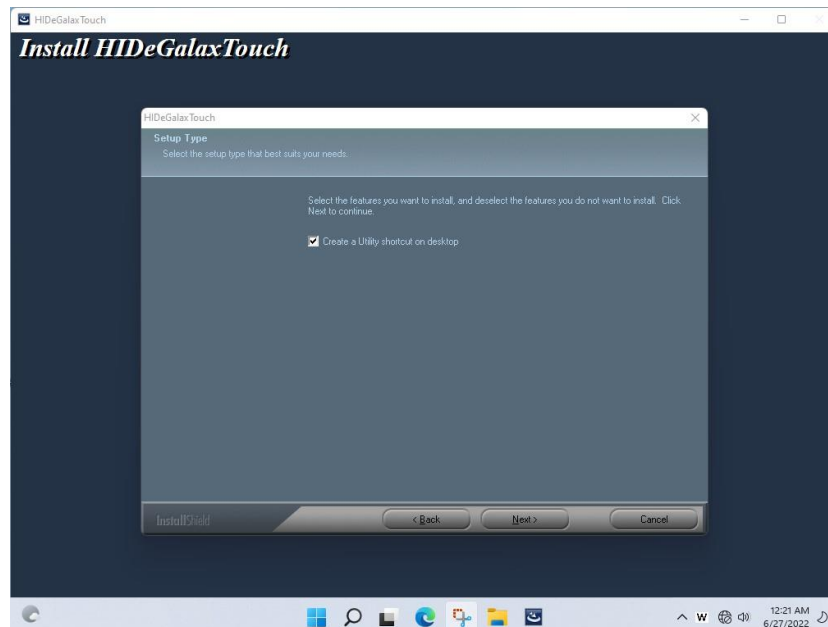 HIDeGalaxTouch
Install HIDeGalaxTouch
HIDeGalaxTouch
Setup Type
Select the setup type that best suits your needs.
Select the features you want to install, and deselect the features you do not want to install. Click
Next to continue.
Create a Utility shortcut on desktop
InstallShield
< Back
Next >
Cancel
W
12:21 AM
6/27/2022